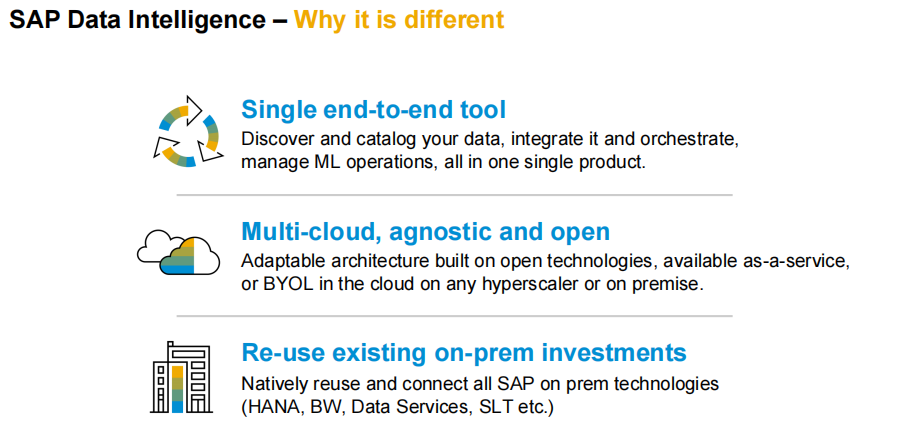 SAP Data Intelligence – Why it is different
Single end-to-end tool
Discover and catalog your data, integrate it and orchestrate,
manage ML operations, all in one single product.
Multi-cloud, agnostic and open
Adaptable architecture built on open technologies, available as-a-service,
or BYOL in the cloud on any hyperscaler or on premise.
Re-use existing on-prem investments
Natively reuse and connect all SAP on prem technologies
(HANA, BW, Data Services, SLT etc.)